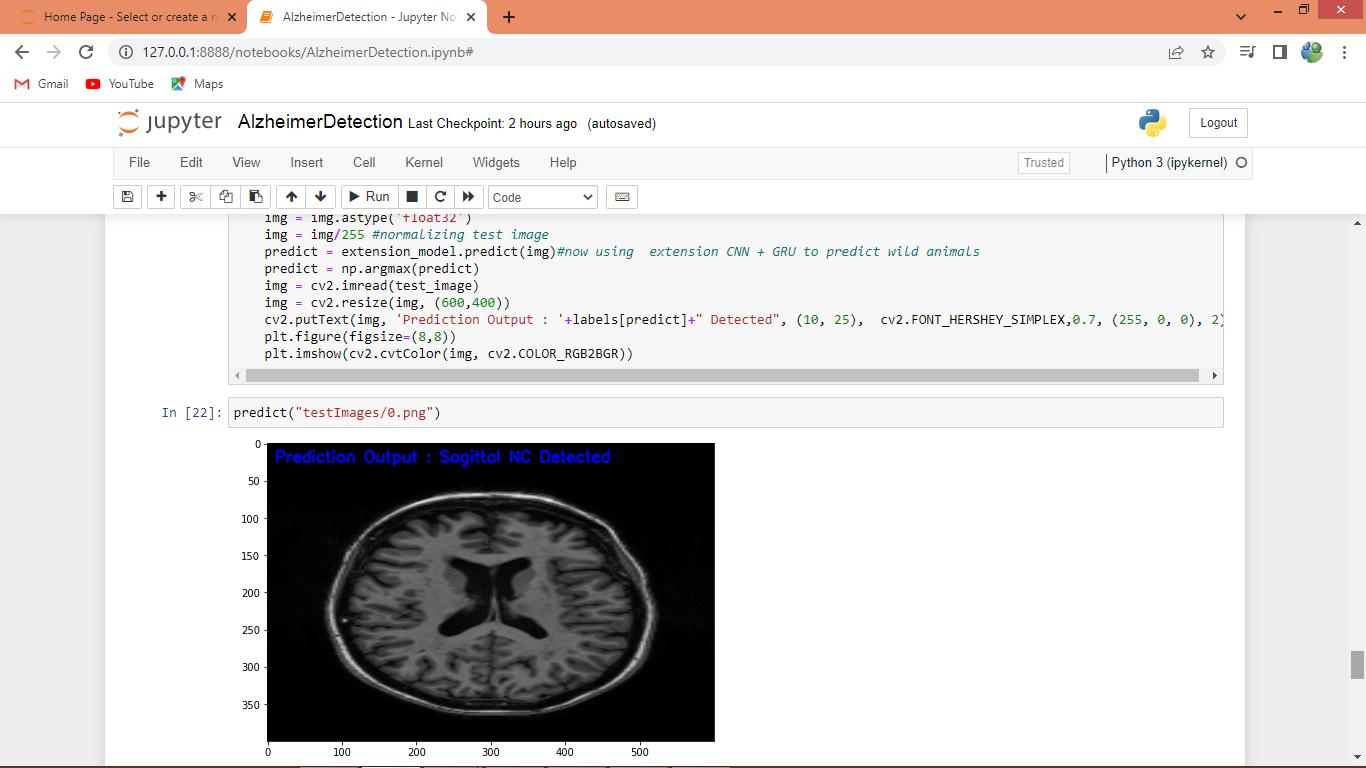 Home Page - Select or create a n
AlzheimerDetection - Jupyter No
127.0.0.1:8888/notebooks/AlzheimerDetection.ipynb#
Gmail YouTube Maps
jupyter AlzheimerDetection Last Checkpoint: 2 hours ago (autosaved)
Logout
File Edit View Insert Cell Kernel Widgets Help
Trusted
Python 3 (ipykernel)
Run
Code
img = img.astype('float32')
img = img/255 #normalizing test image
predict = extension_model.predict(img)#now using  extension CNN + GRU to predict wild animals
predict = np.argmax(predict)
img = cv2.imread(test_image)
img = cv2.resize(img, (600,400))
cv2.putText(img, 'Prediction Output : '+labels[predict]+" Detected", (10, 25),  cv2.FONT_HERSHEY_SIMPLEX,0.7, (255, 0, 0), 2)
plt.figure(figsize=(8,8))
plt.imshow(cv2.cvtColor(img, cv2.COLOR_RGB2BGR))
In [22]: predict("testImages/0.png")
Prediction Output : Sagittal NC Detected
0
50
100
150
200
250
300
350
0 100 200 300 400 500